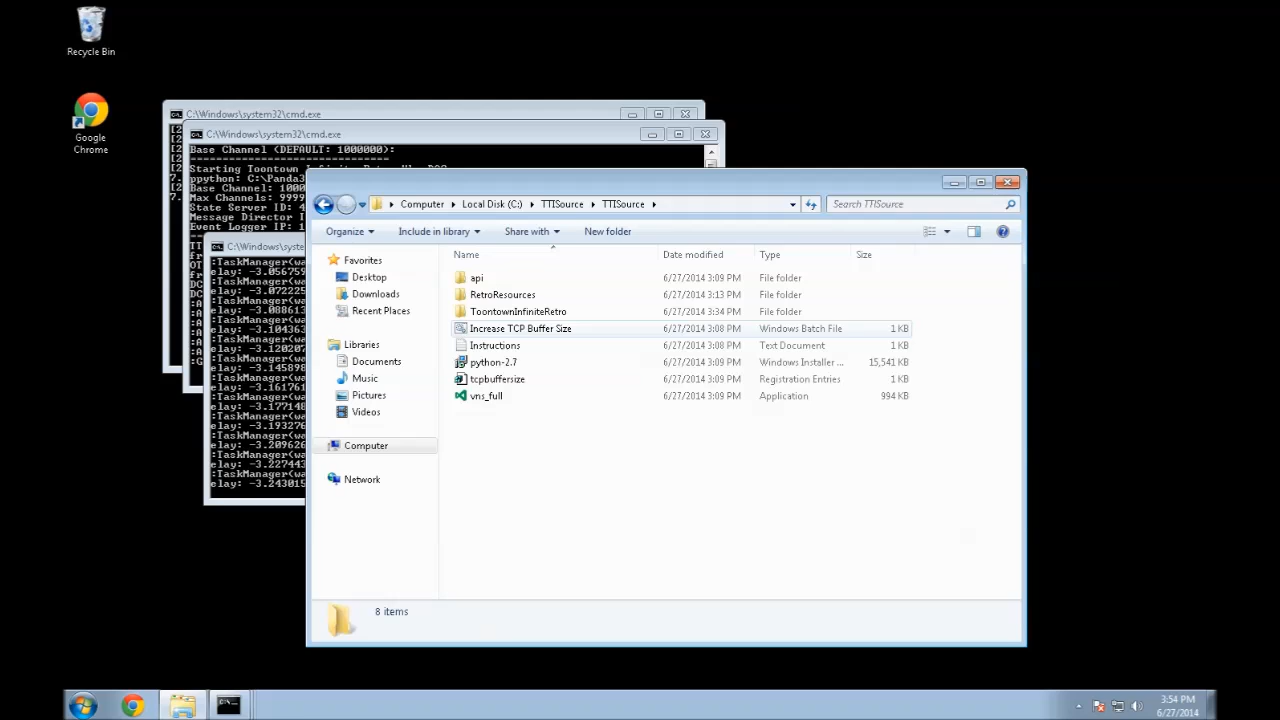 Recycle Bin
Google
Chrome
C:\Windows\system32\cmd.exe
C:\Windows\system32\cmd.exe
Base Channel (DEFAULT: 1000000):
===============================
Starting Toontown Infinite
ppython: C:\Panda3
Base Channel: 1000
Max Channels: 9999
State Server ID: 4
Message Director I
Event Logger IP: 1
C:\Windows\syste
:TaskManager(wa
elay: -3.056759
:TaskManager(wa
elay: -3.072225
:TaskManager(wa
elay: -3.088613
:TaskManager(wa
elay: -3.104363
:TaskManager(wa
elay: -3.120207
:TaskManager(wa
elay: -3.145898
:TaskManager(wa
elay: -3.161761
:TaskManager(wa
elay: -3.177148
:TaskManager(wa
elay: -3.193276
:TaskManager(wa
elay: -3.209626
:TaskManager(wa
elay: -3.227443
:TaskManager(wa
elay: -3.243015
Computer Local Disk (C:) TTISource TTISource
Search TTISource
Organize Include in library Share with New folder
Name Date modified Type Size
Favorites
Desktop
Downloads
Recent Places
Libraries
Documents
Music
Pictures
Videos
Computer
Network
api 6/27/2014 3:09 PM File folder
RetroResources 6/27/2014 3:13 PM File folder
ToontownInfiniteRetro 6/27/2014 3:34 PM File folder
Increase TCP Buffer Size 6/27/2014 3:08 PM Windows Batch File 1 KB
Instructions 6/27/2014 3:08 PM Text Document 1 KB
python-2.7 6/27/2014 3:09 PM Windows Installer ... 15,541 KB
tcpbuffersize 6/27/2014 3:09 PM Registration Entries 1 KB
vns_full 6/27/2014 3:09 PM Application 994 KB
8 items
3:54 PM
6/27/2014